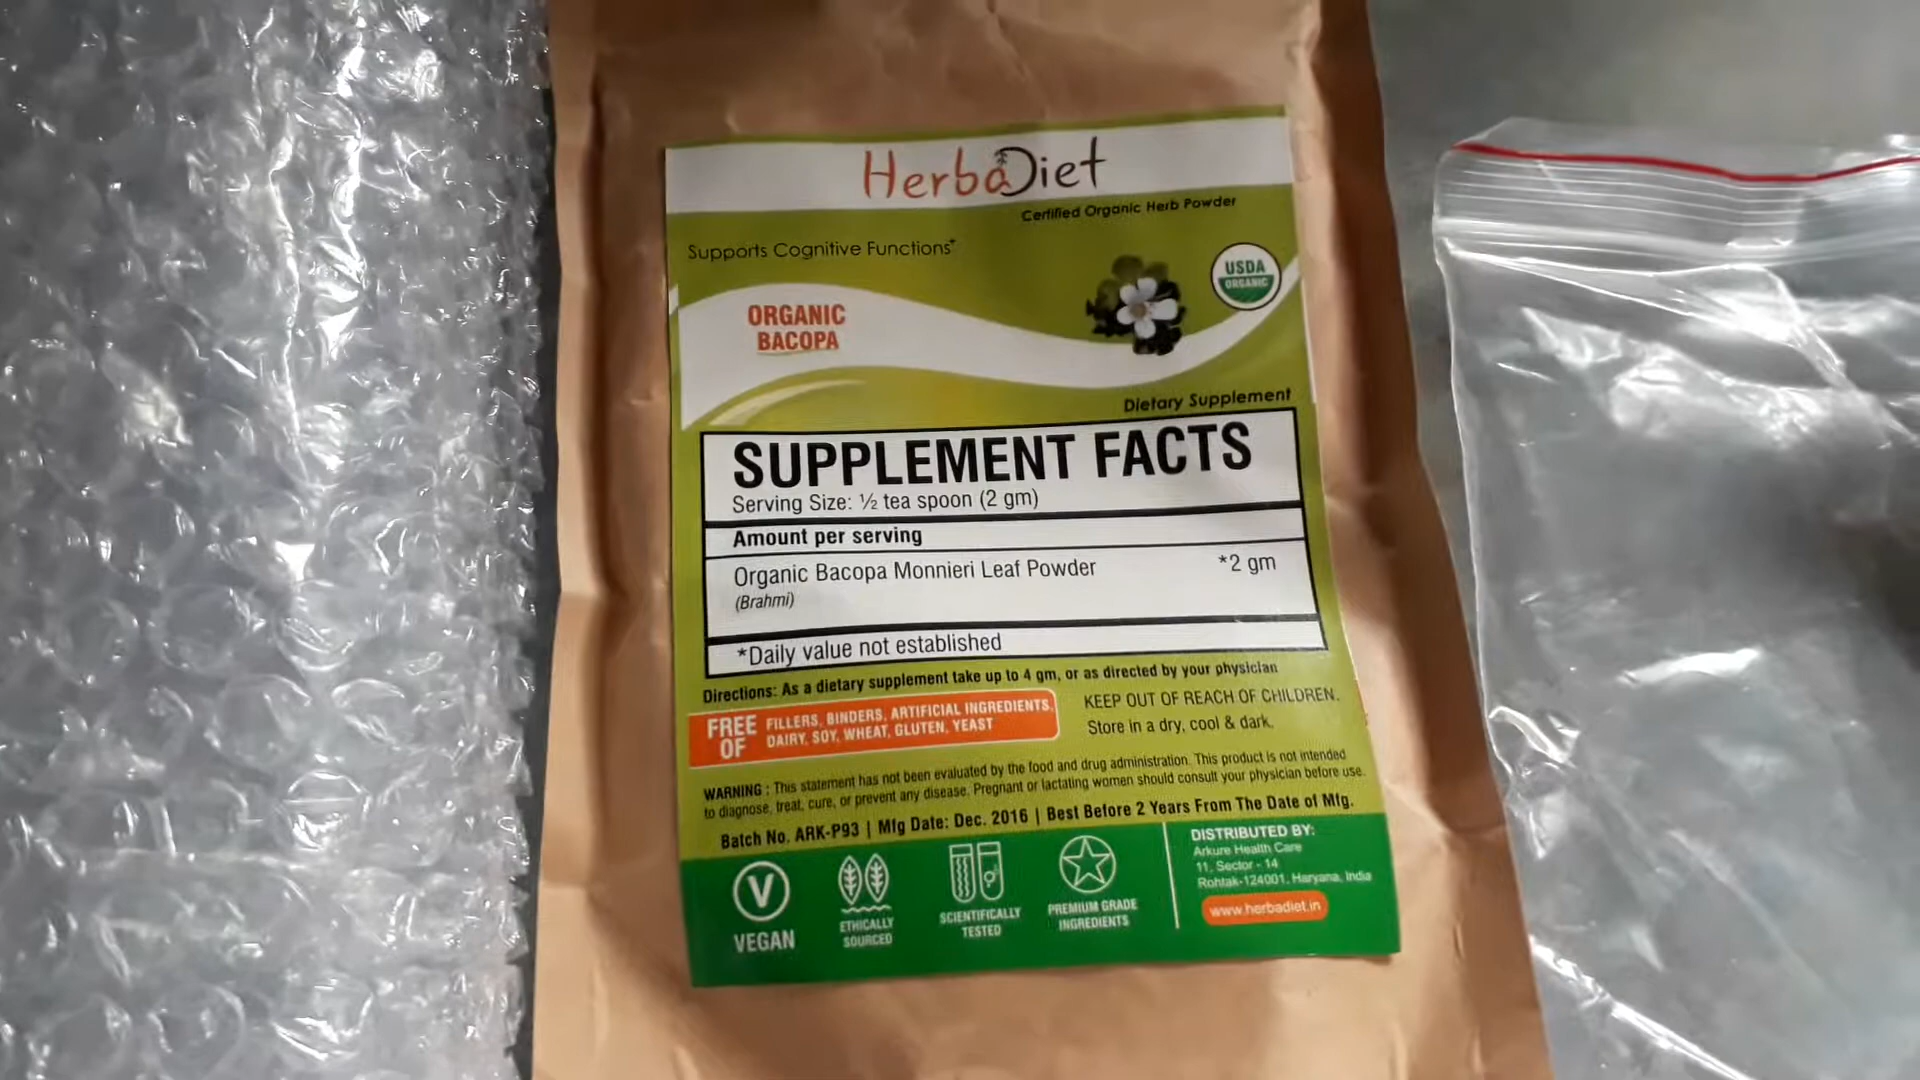 HerbaDiet
Certified Organic Herb Powder
Supports Cognitive Functions+
USDA
ORGANIC
ORGANIC
BACOPA
Dietary Supplement
SUPPLEMENT FACTS
Serving Size: ½ tea spoon (2 gm)
Amount per serving
Organic Bacopa Monnieri Leaf Powder *2 gm
(Brahmi)
*Daily value not established
Directions: As a dietary supplement take up to 4 gm, or as directed by your physician
FREE OF
FILLERS, BINDERS, ARTIFICIAL INGREDIENTS,
DAIRY, SOY, WHEAT, GLUTEN, YEAST
KEEP OUT OF REACH OF CHILDREN.
Store in a dry, cool & dark.
WARNING : This statement has not been evaluated by the food and drug administration. This product is not intended
to diagnose, treat, cure, or prevent any disease. Pregnant or lactating women should consult your physician before use.
Batch No. ARK-P93 | Mfg Date: Dec. 2016 | Best Before 2 Years From The Date of Mfg.
V
VEGAN
ETHICALLY
SOURCED
SCIENTIFICALLY
TESTED
PREMIUM GRADE
INGREDIENTS
DISTRIBUTED BY:
Arkure Health Care
11, Sector - 14
Rohtak-124001, Haryana, India
www.herbadiet.in